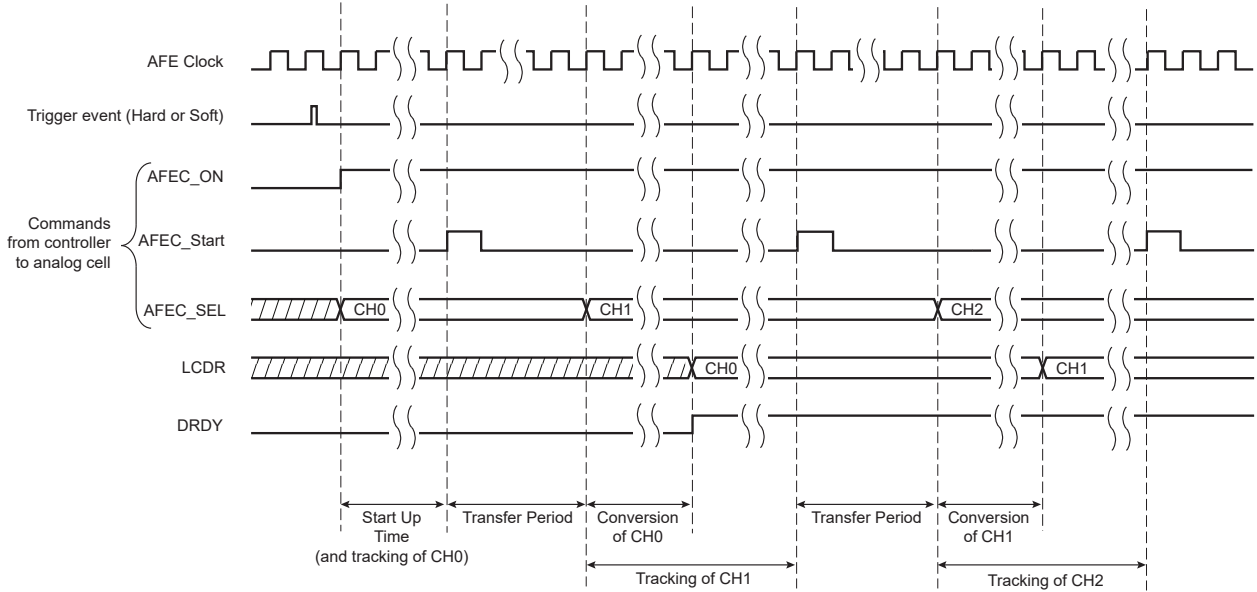 AFE Clock
Trigger event (Hard or Soft)
AFEC_ON
Commands
from controller
to analog cell
AFEC_Start
AFEC_SEL
CH0
CH1
CH2
LCDR
CH0
CH1
DRDY
Start Up
Time
(and tracking of CH0)
Transfer Period
Conversion
of CH0
Transfer Period
Conversion
of CH1
Tracking of CH1
Tracking of CH2